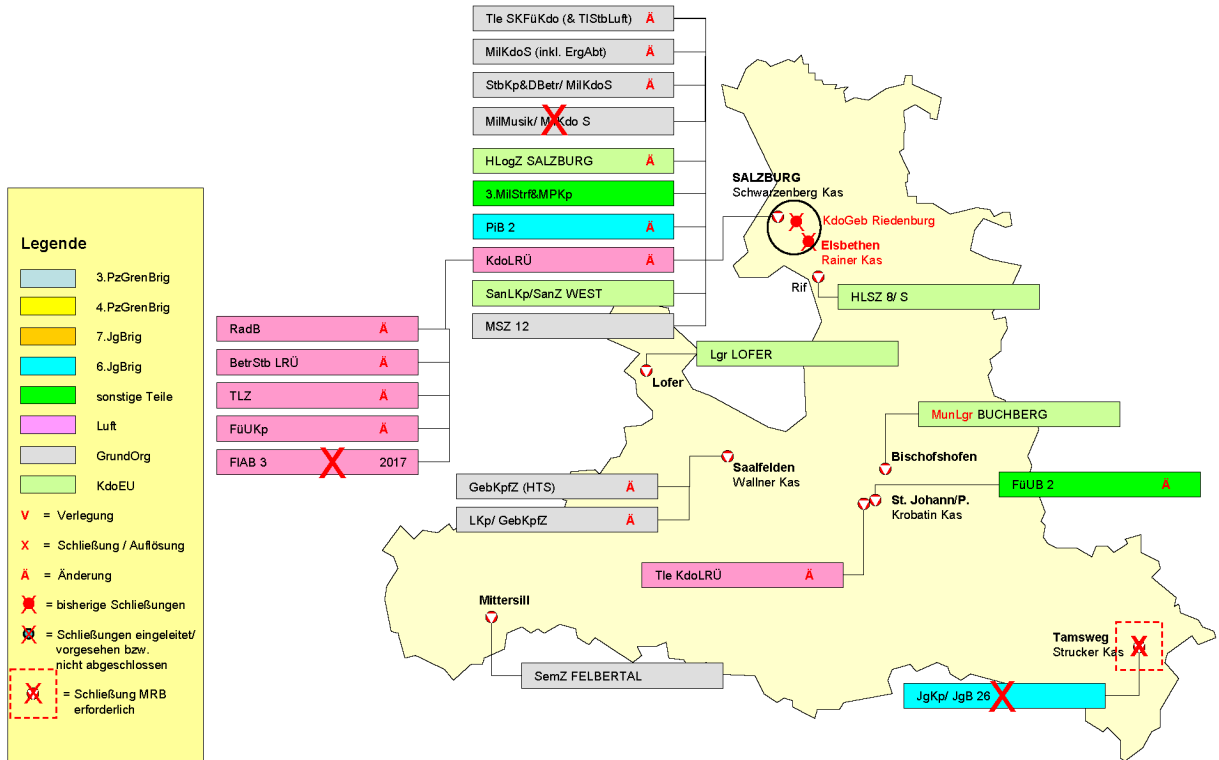 Tle SKFüKdo (& TlStbLuft) Ä
MilKdoS (inkl. ErgAbt) Ä
StbKp&DBetr/ MilKdoS Ä
MilMusik/ MilKdo S X
HLogZ SALZBURG Ä
3.MilStrf&MPKp
PiB 2 Ä
KdoLRÜ Ä
SanLKp/SanZ WEST
MSZ 12
RadB Ä
BetrStb LRÜ Ä
TLZ Ä
FüUKp Ä
FlAB 3 X 2017
SALZBURG
Schwarzenberg Kas
KdoGeb Riedenburg
Elsbethen
Rainer Kas
Rif
HLSZ 8/ S
Lgr LOFER
Lofer
MunLgr BUCHBERG
Bischofshofen
Saalfelden
Wallner Kas
GebKpfZ (HTS) Ä
LKp/ GebKpfZ Ä
FüUB 2 Ä
St. Johann/P.
Krobatin Kas
Tle KdoLRÜ Ä
Mittersill
SemZ FELBERTAL
Tamsweg
Strucker Kas
JgKp/ JgB 26 X
Legende
3.PzGrenBrig
4.PzGrenBrig
7.JgBrig
6.JgBrig
sonstige Teile
Luft
GrundOrg
KdoEU
V = Verlegung
X = Schließung / Auflösung
Ä = Änderung
= bisherige Schließungen
= Schließungen eingeleitet/
vorgesehen bzw.
nicht abgeschlossen
= Schließung MRB
erforderlich